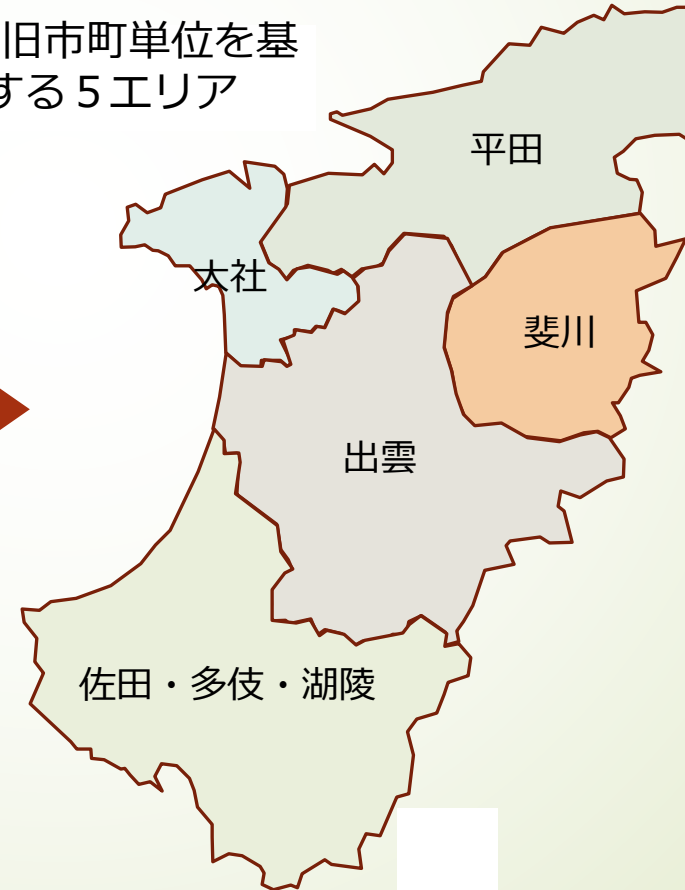 旧市町単位を基
する５エリア
平田
大社
斐川
出雲
佐田・多伎・湖陵